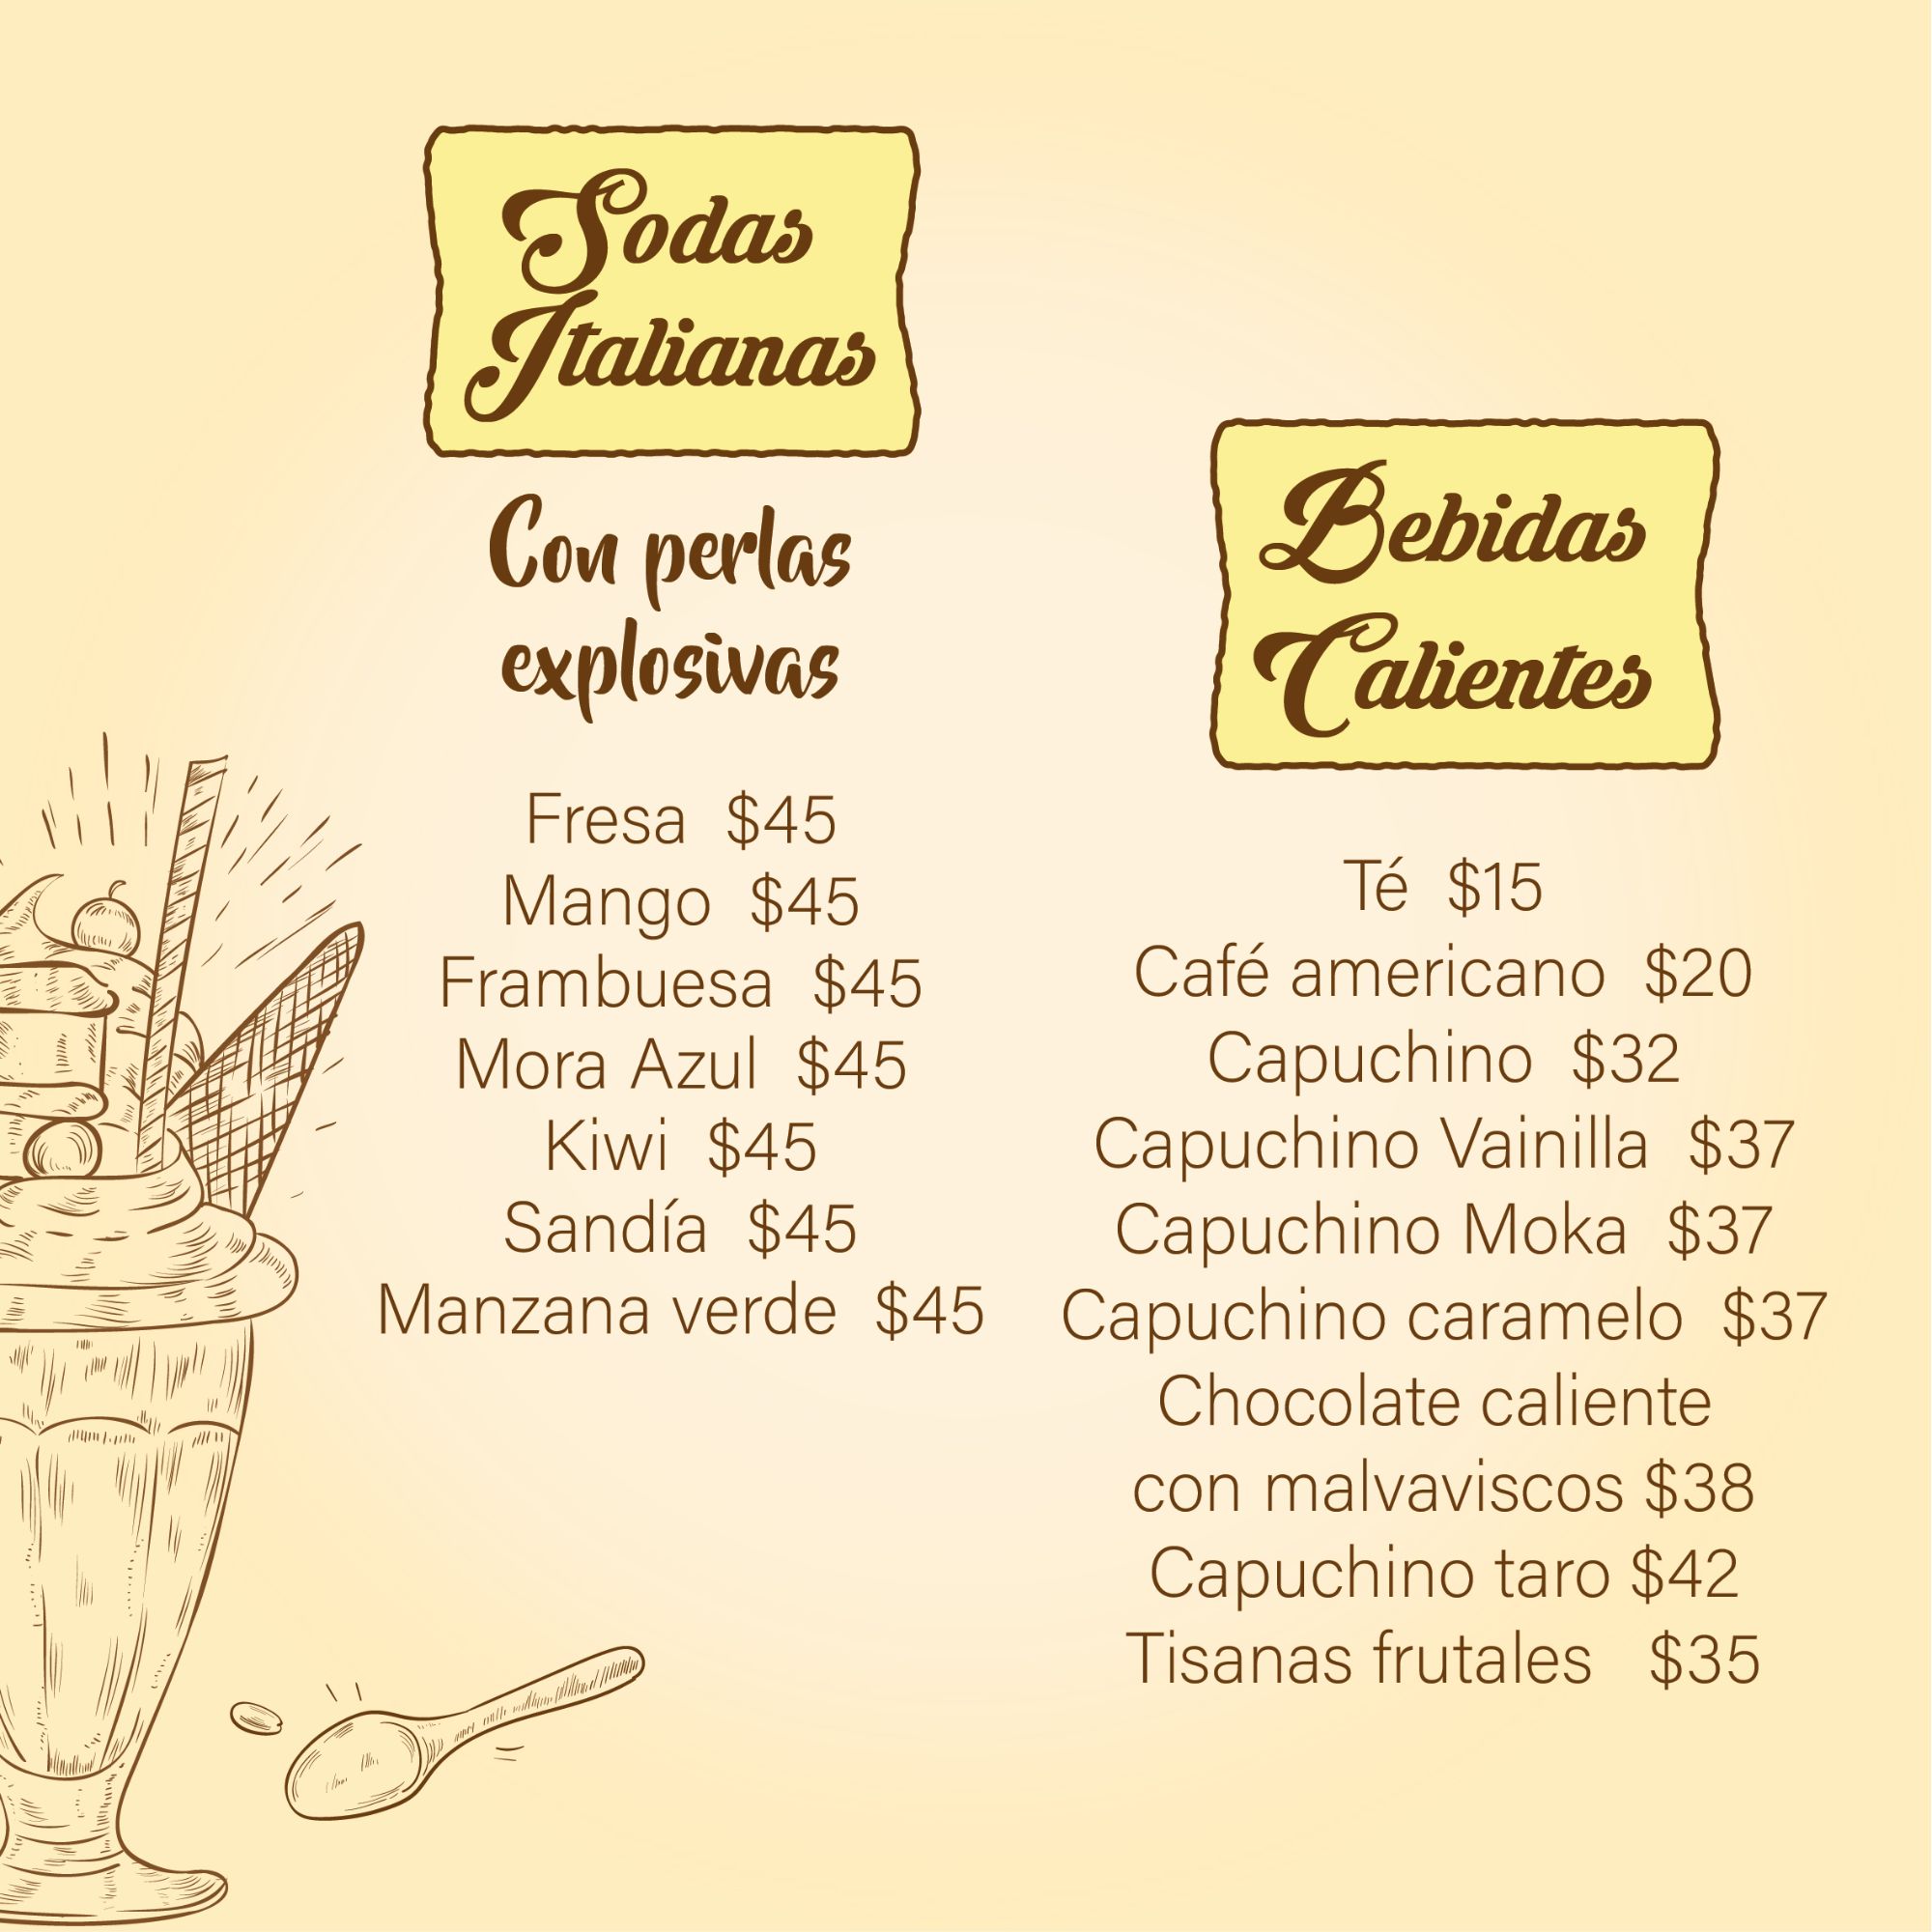 Sodas
Italianas
Con perlas
explosivas
Fresa $45
Mango $45
Frambuesa $45
Mora Azul $45
Kiwi $45
Sandía $45
Manzana verde $45
Bebidas
Calientes
Té $15
Café americano $20
Capuchino $32
Capuchino Vainilla $37
Capuchino Moka $37
Capuchino caramelo $37
Chocolate caliente
con malvaviscos $38
Capuchino taro $42
Tisanas frutales $35